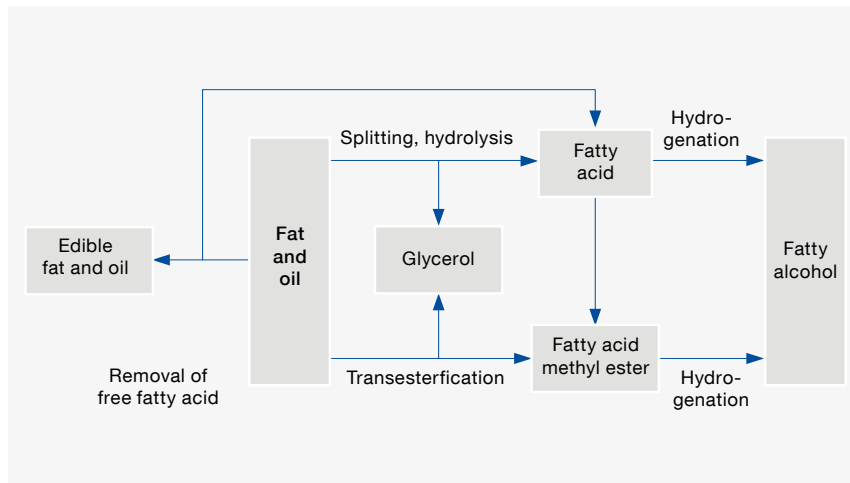 Splitting, hydrolysis
Hydro-
genation
Fatty
acid
Edible
fat and oil
Fat
and
oil
Glycerol
Fatty
alcohol
Removal of
free fatty acid
Transesterfication
Fatty acid
methyl ester
Hydro-
genation